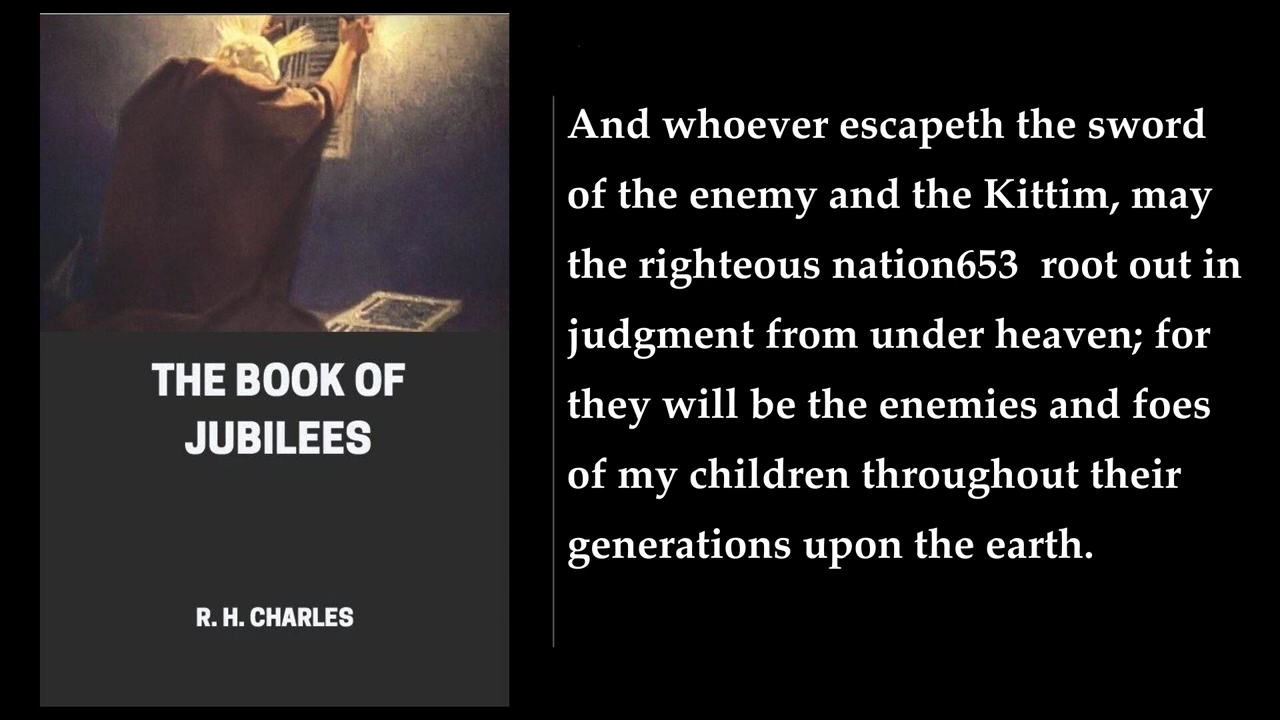 THE BOOK OF
JUBILEES
R. H. CHARLES
And whoever escapeth the sword
of the enemy and the Kittim, may
the righteous nation653 root out in
judgment from under heaven; for
they will be the enemies and foes
of my children throughout their
generations upon the earth.